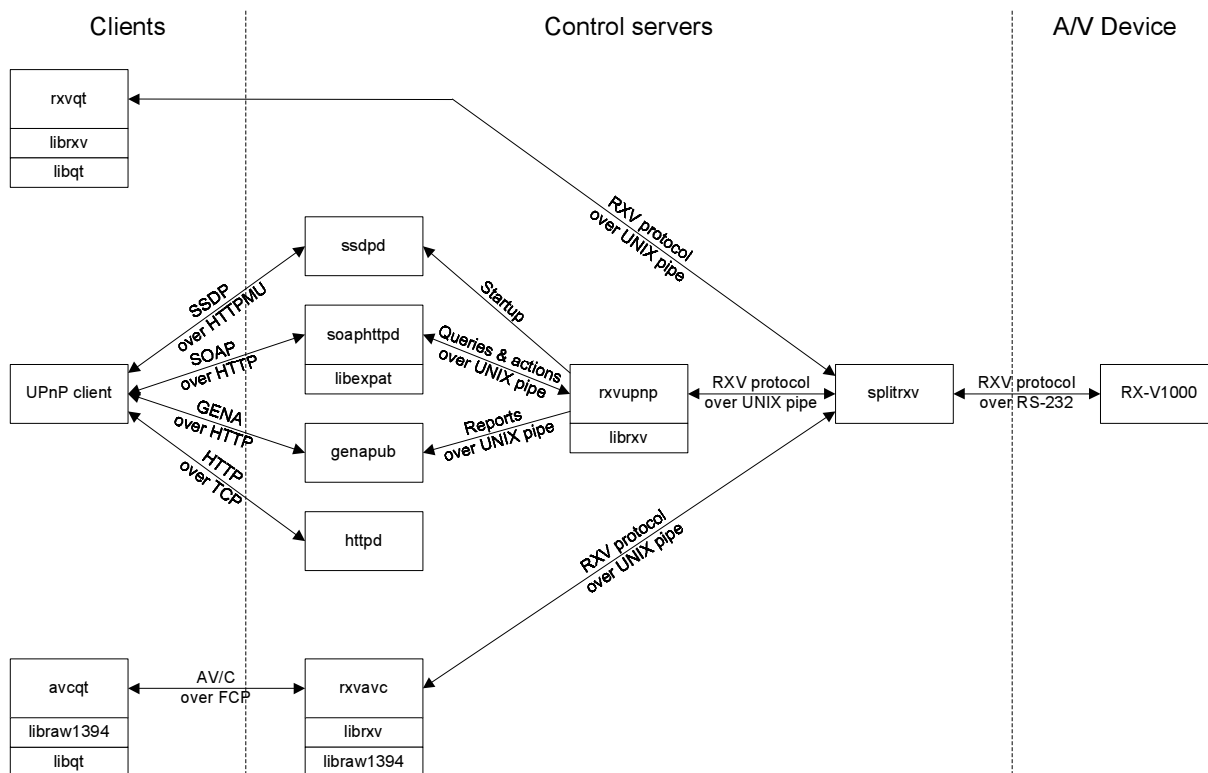 Clients
Control servers
A/V Device
rxvqt
librxv
libqt
RXV protocol
over UNIX pipe
ssdpd
SSDP
over HTTPMU
Startup
soaphttpd
libexpat
SOAP
over HTTP
Queries & actions
over UNIX pipe
UPnP client
rxvupnp
librxv
RXV protocol
over UNIX pipe
splitrxv
RXV protocol
over RS-232
RX-V1000
GENA
over HTTP
genapub
Reports
over UNIX pipe
HTTP
over TCP
httpd
RXV protocol
over UNIX pipe
avcqt
libraw1394
libqt
AV/C
over FCP
rxvavc
librxv
libraw1394